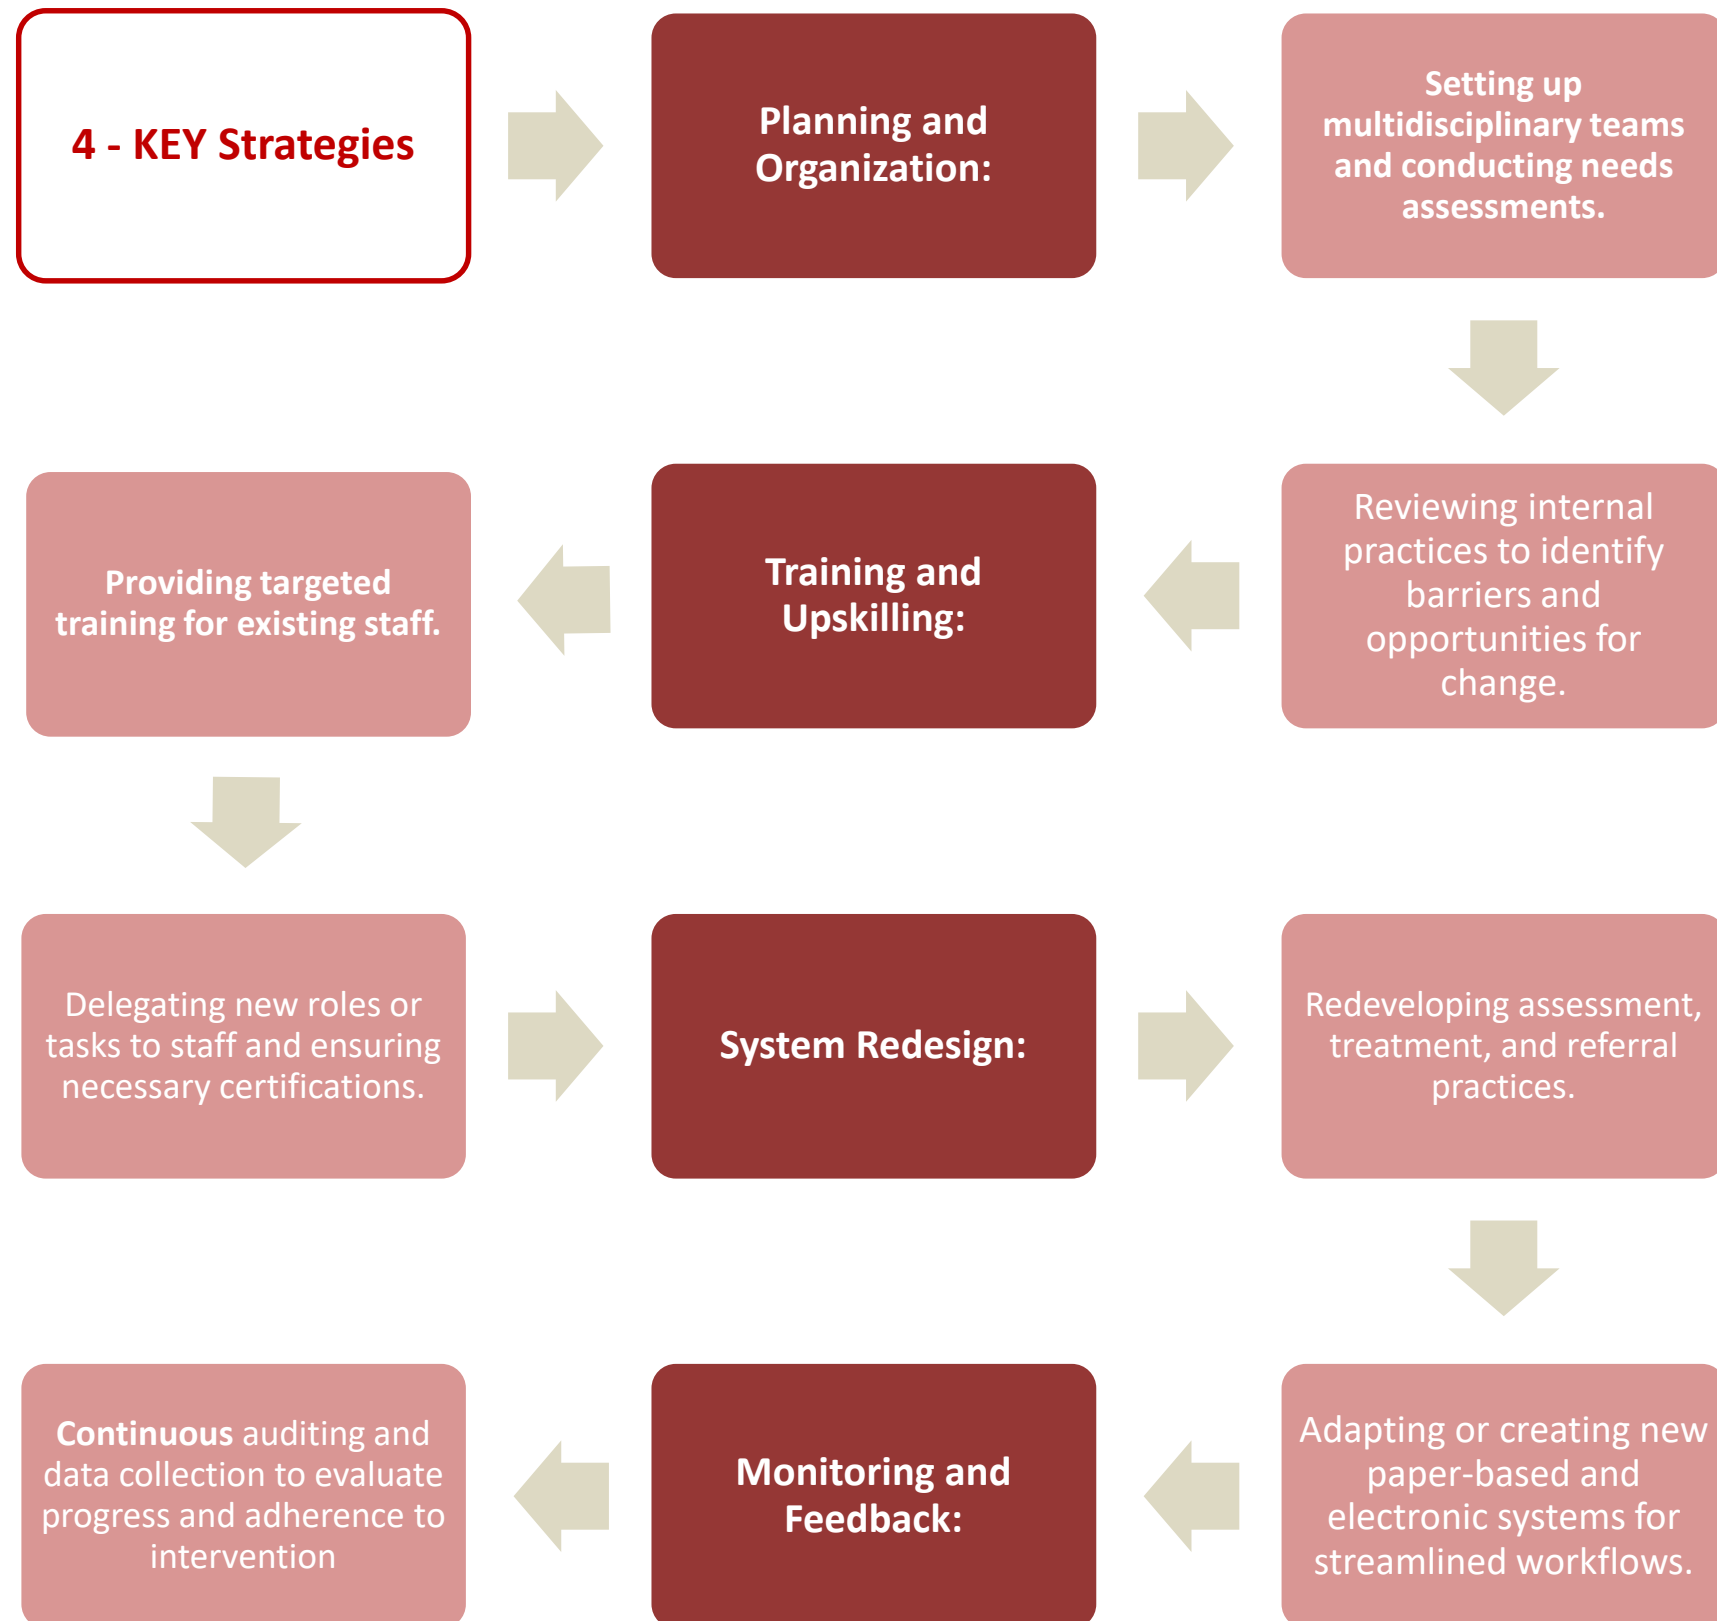 4 - KEY Strategies
Planning and
Organization:
Setting up
multidisciplinary teams
and conducting needs
assessments.
Reviewing internal
practices to identify
barriers and
opportunities for
change.
Training and
Upskilling:
Providing targeted
training for existing staff.
Delegating new roles or
tasks to staff and ensuring
necessary certifications.
System Redesign:
Redeveloping assessment,
treatment, and referral
practices.
Adapting or creating new
paper-based and
electronic systems for
streamlined workflows.
Monitoring and
Feedback:
Continuous auditing and
data collection to evaluate
progress and adherence to
intervention